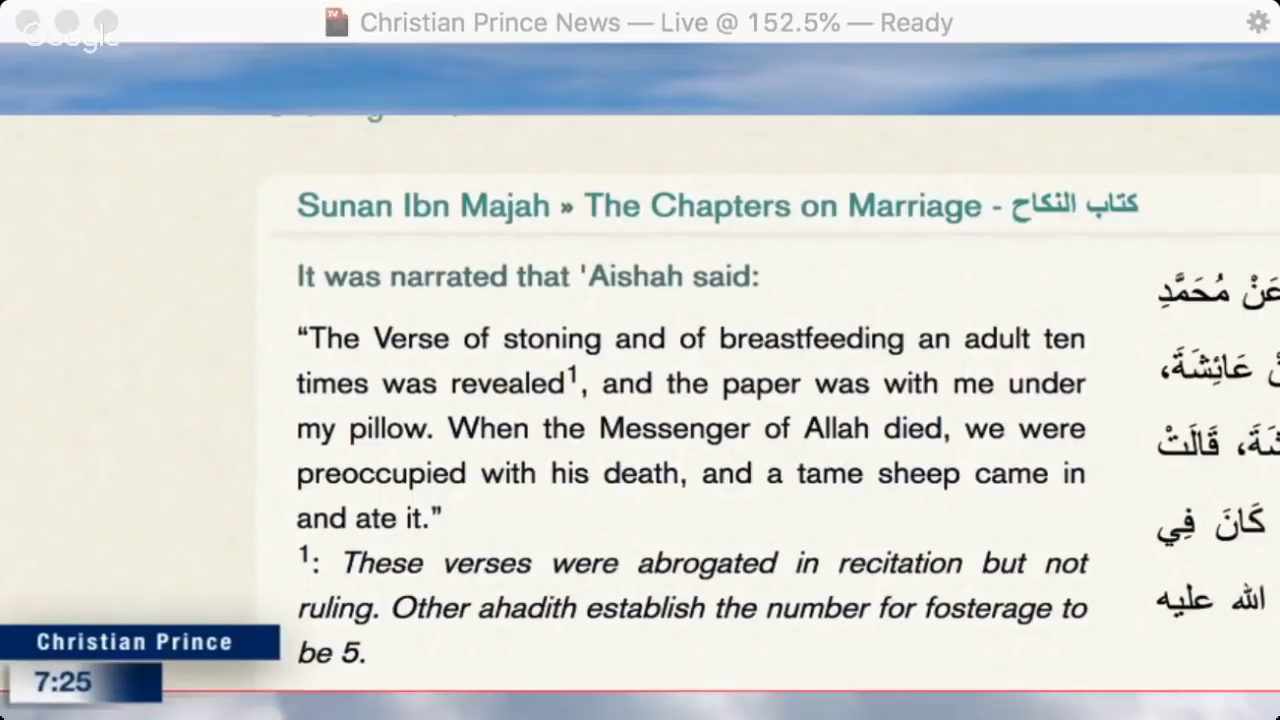 Christian Prince News — Live @ 152.5% — Ready
Google
Sunan Ibn Majah » The Chapters on Marriage - كتاب النكاح
It was narrated that 'Aishah said:
“The Verse of stoning and of breastfeeding an adult ten
times was revealed¹, and the paper was with me under
my pillow. When the Messenger of Allah died, we were
preoccupied with his death, and a tame sheep came in
and ate it.”
¹: These verses were abrogated in recitation but not
ruling. Other ahadith establish the number for fosterage to
be 5.
عَنْ مُحَمَّدِ
عَائِشَةَ،
قَالَتْ
كَانَ فِي
الله عليه
Christian Prince
7:25